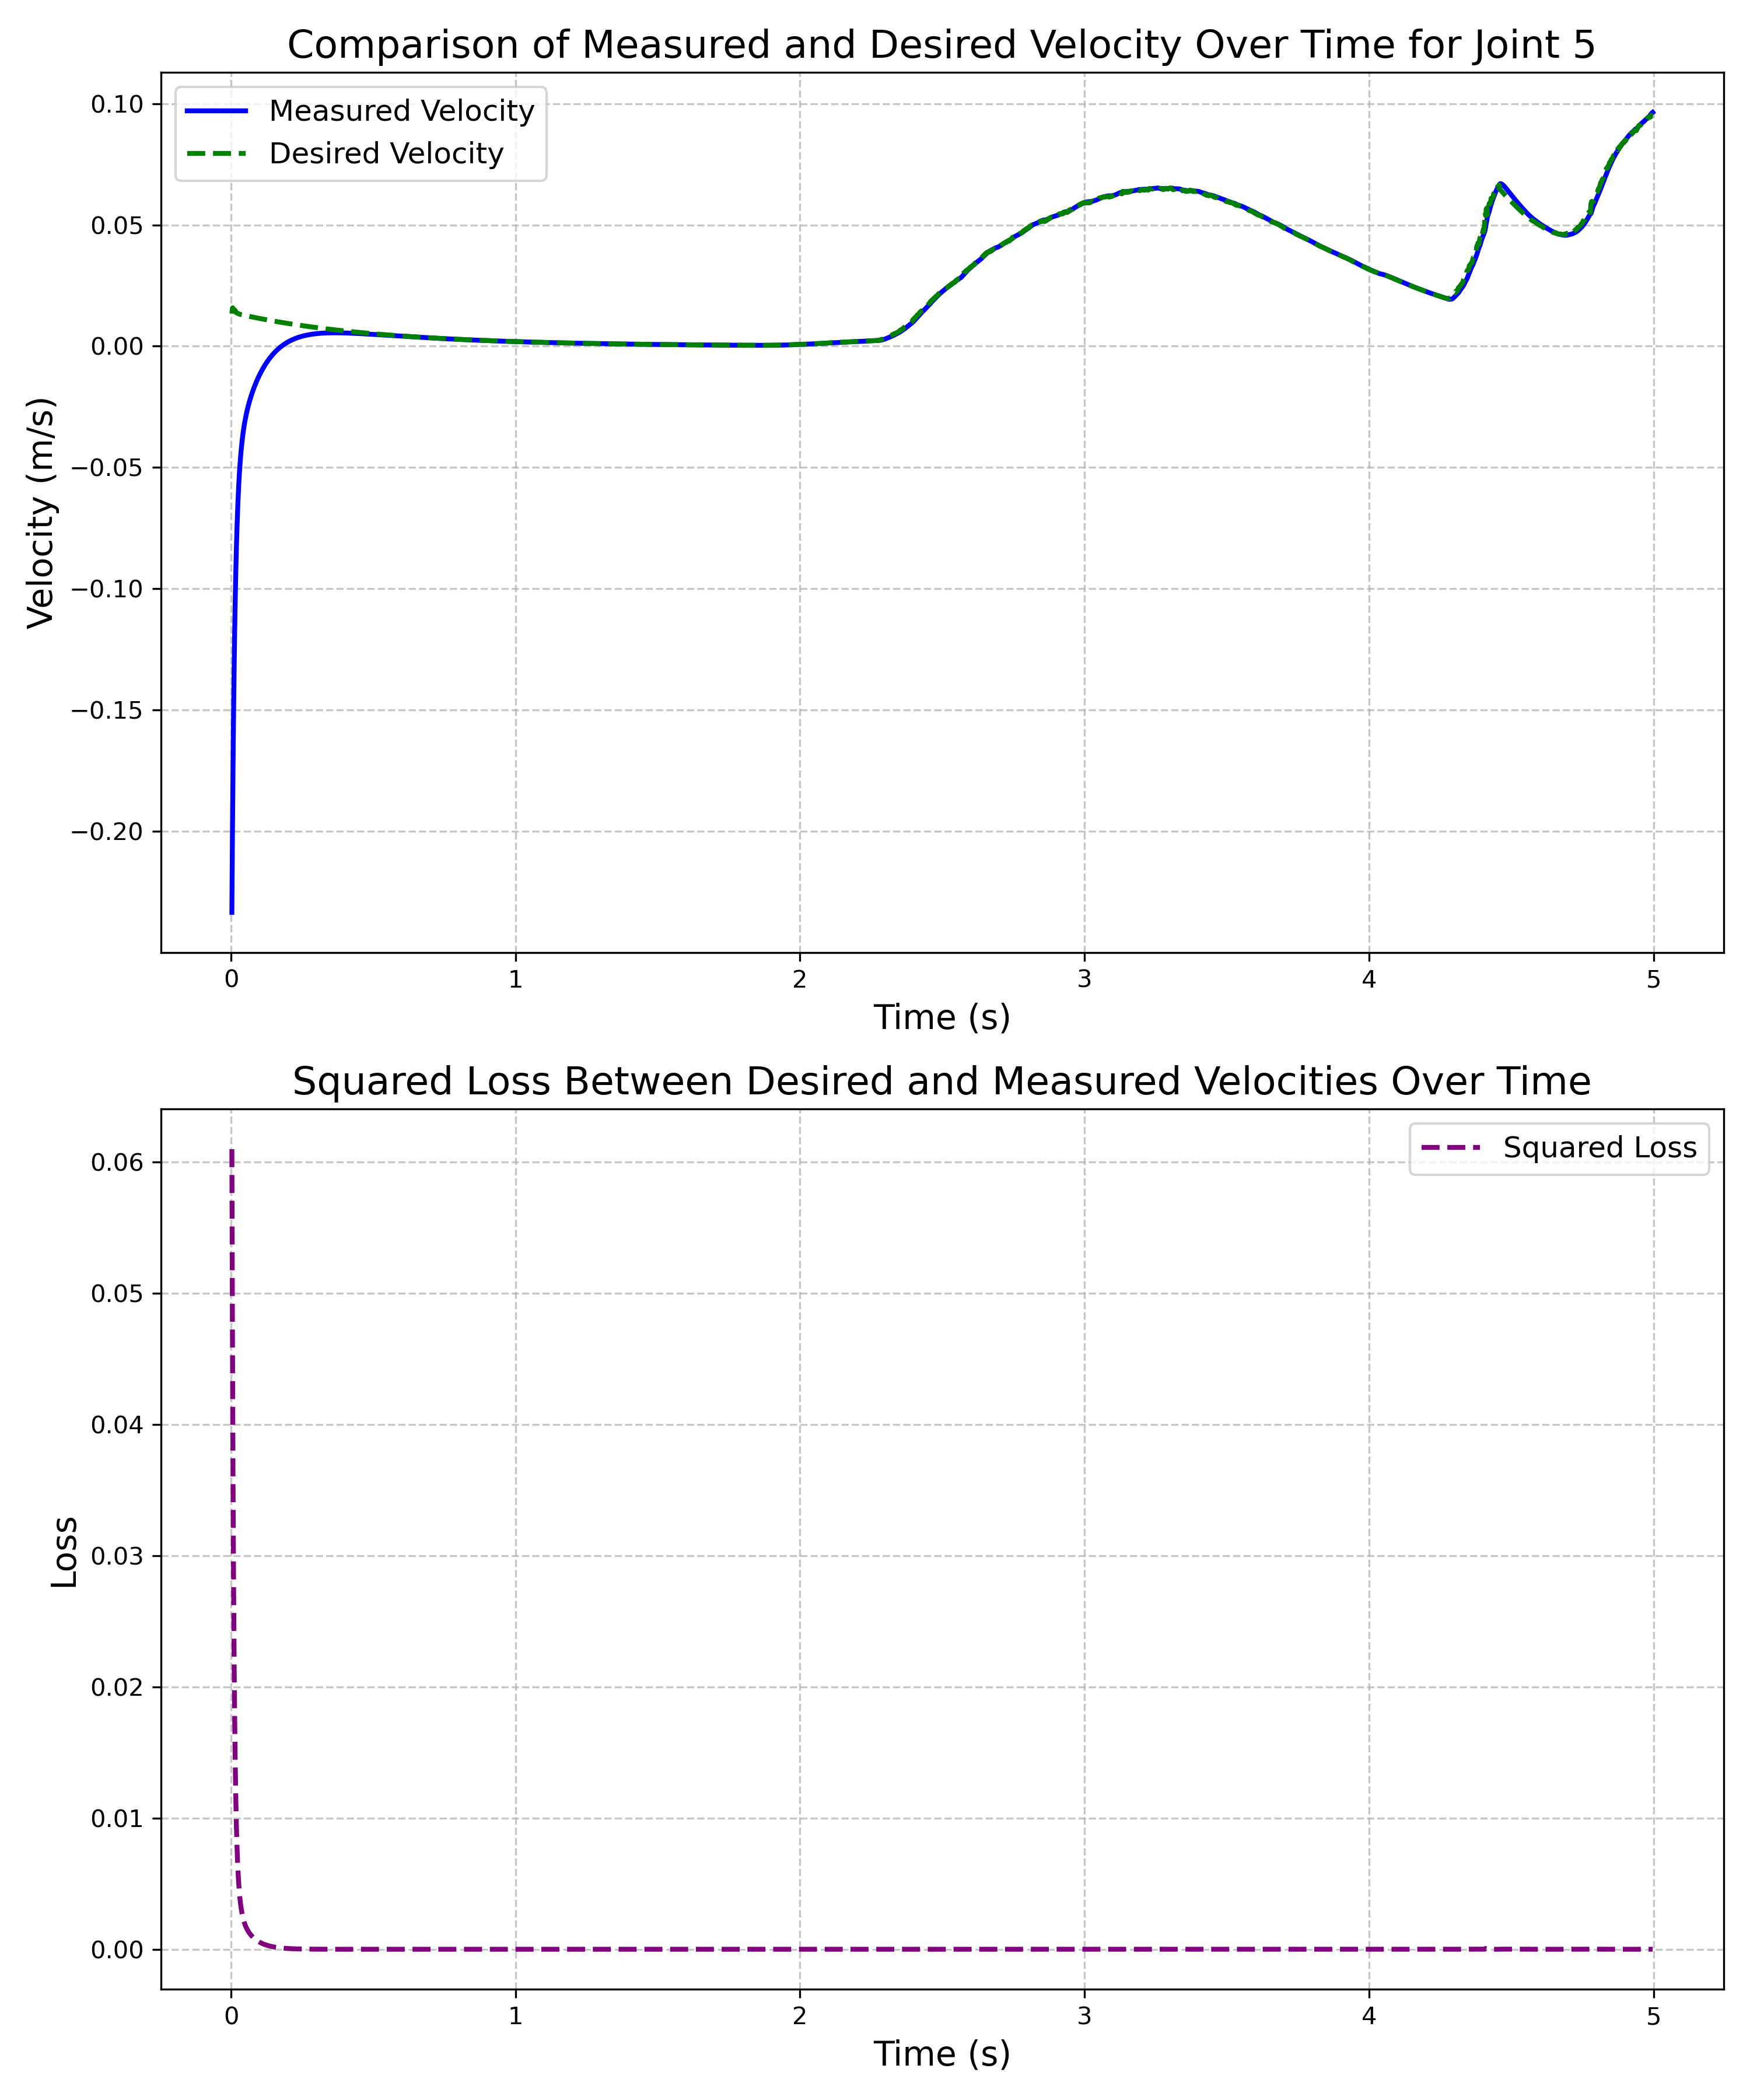 Comparison of Measured and Desired Velocity Over Time for Joint 5
Measured Velocity
Desired Velocity
Velocity (m/s)
0.10
0.05
0.00
−0.05
−0.10
−0.15
−0.20
0 1 2 3 4 5
Time (s)
Squared Loss Between Desired and Measured Velocities Over Time
Squared Loss
Loss
0.06
0.05
0.04
0.03
0.02
0.01
0.00
0 1 2 3 4 5
Time (s)